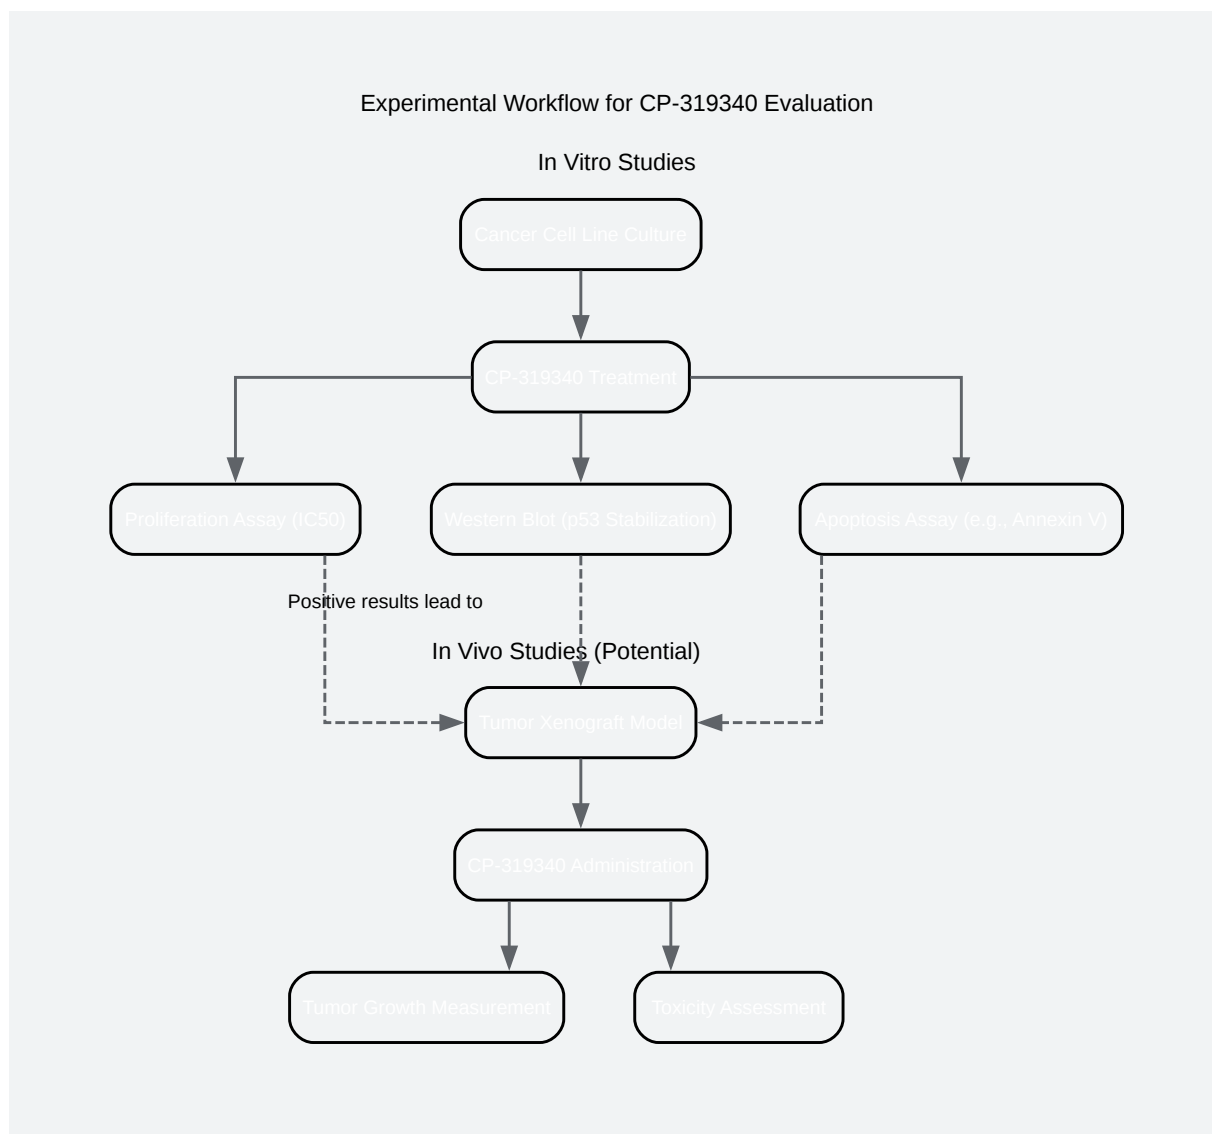 Experimental Workflow for CP-319340 Evaluation
In Vitro Studies
Cancer Cell Line Culture
CP-319340 Treatment
Proliferation Assay (IC50)
Western Blot (p53 Stabilization)
Apoptosis Assay (e.g., Annexin V)
Positive results lead to
In Vivo Studies (Potential)
Tumor Xenograft Model
CP-319340 Administration
Tumor Growth Measurement
Toxicity Assessment